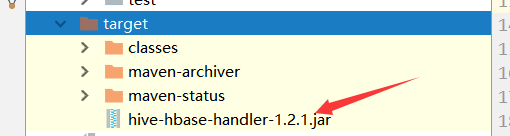 test
target
classes
maven-archiver
maven-status
hive-hbase-handler-1.2.1.jar